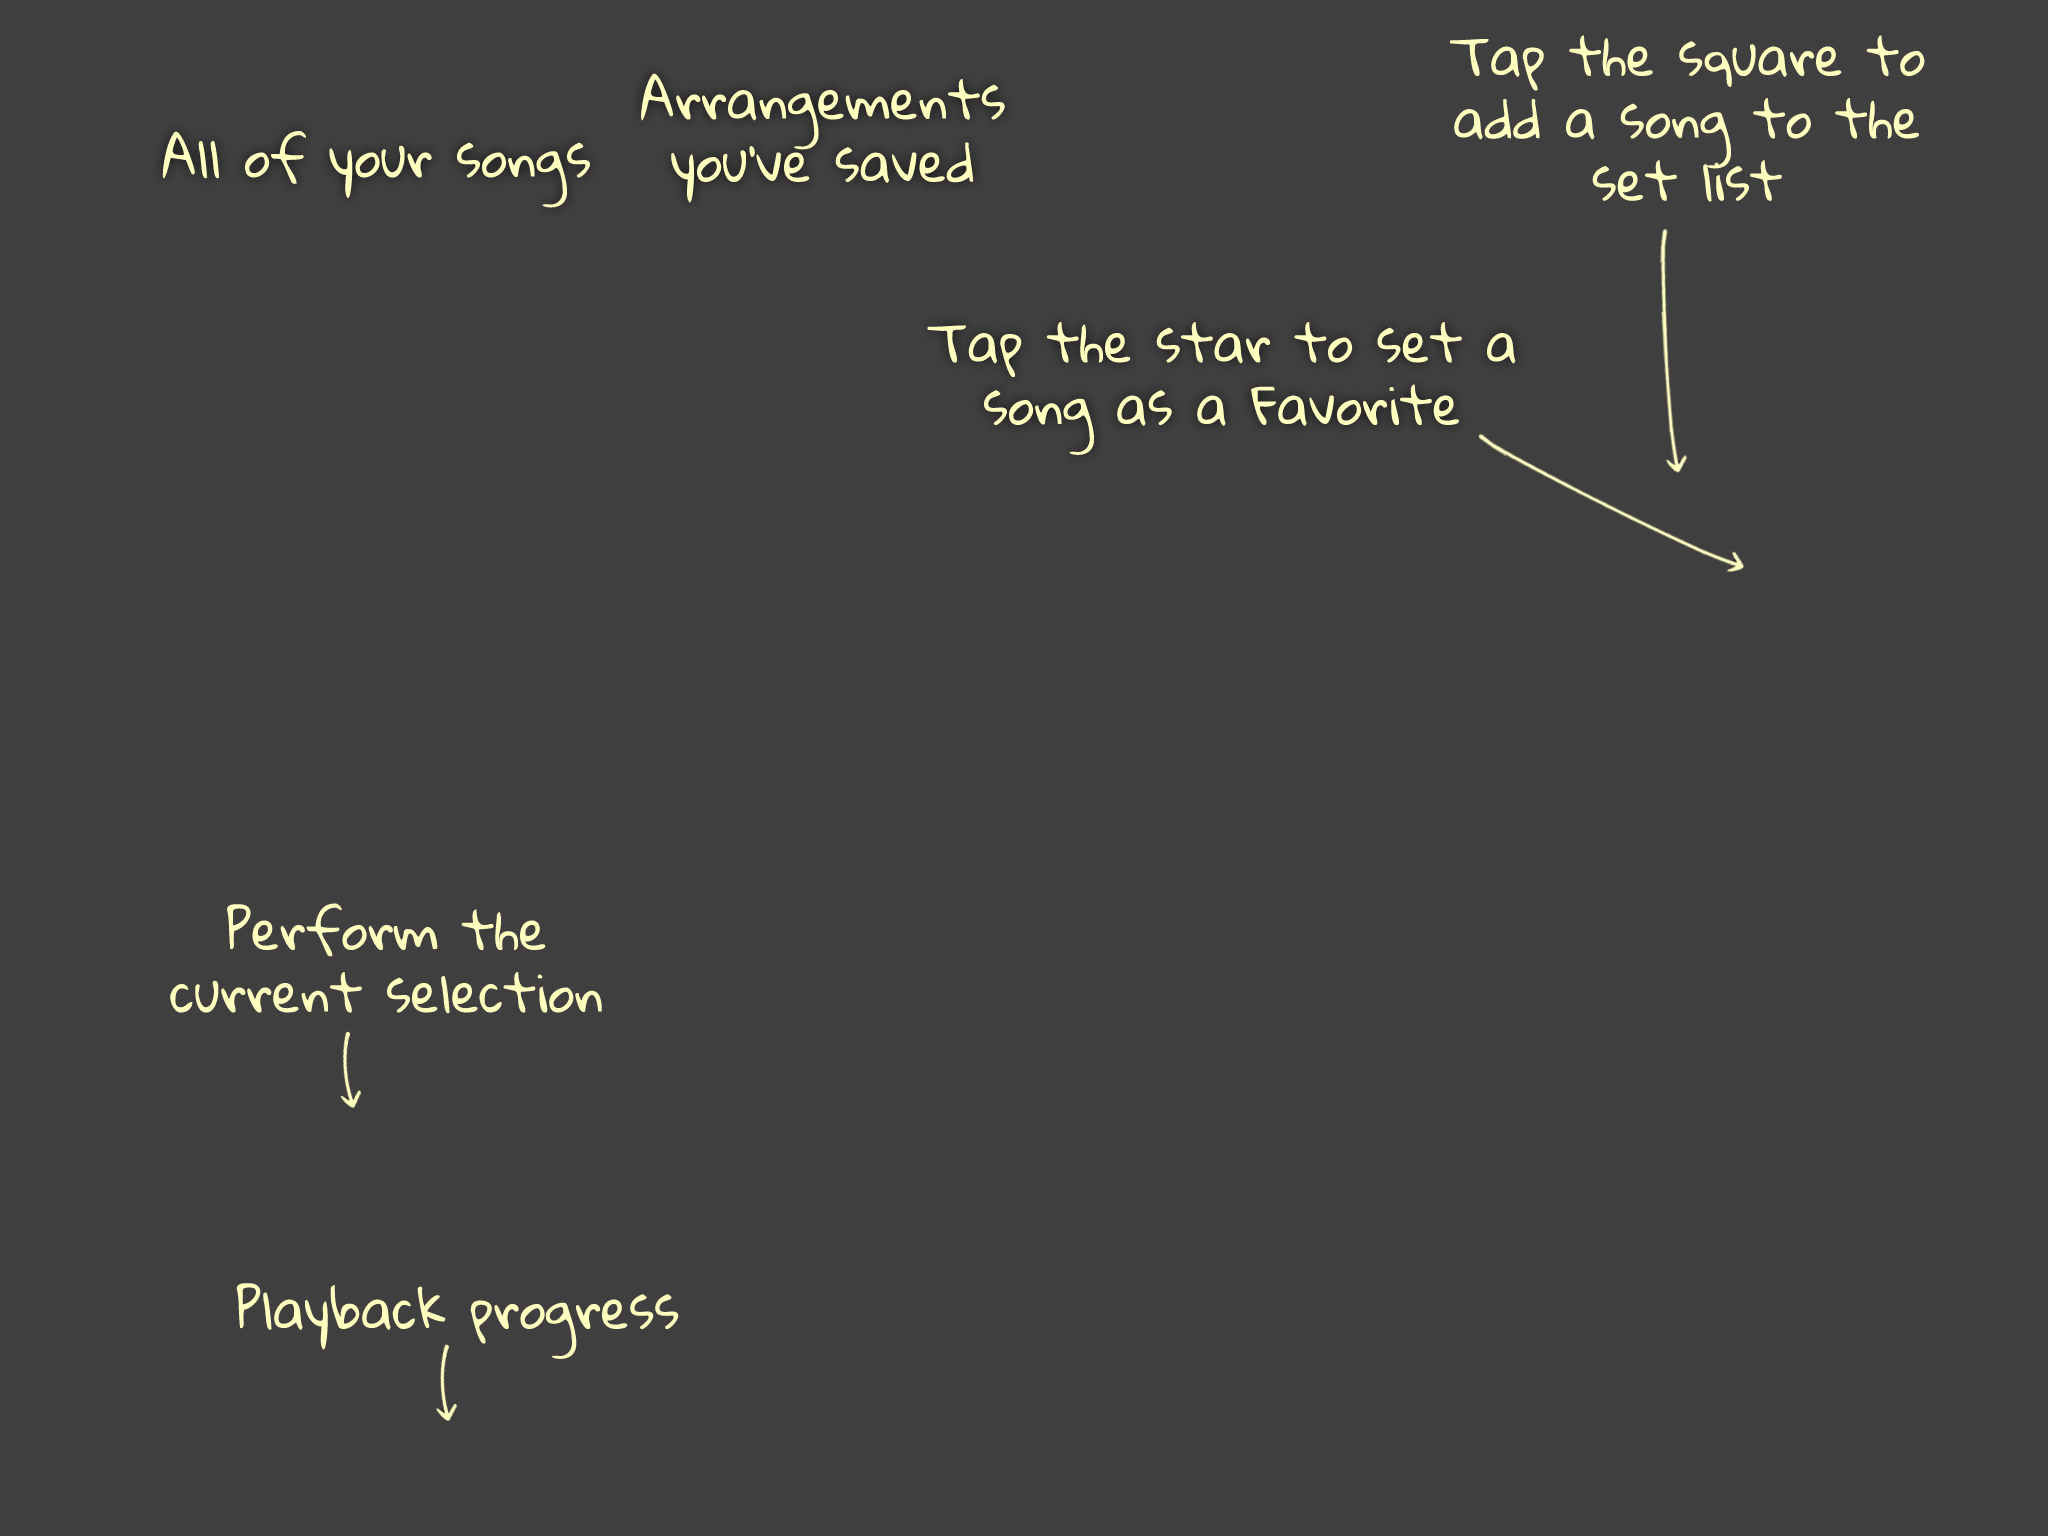 All of your songs
Arrangements
you've saved
Tap the square to
add a song to the
set list
Tap the star to set a
song as a Favorite
Perform the
current selection
Playback progress